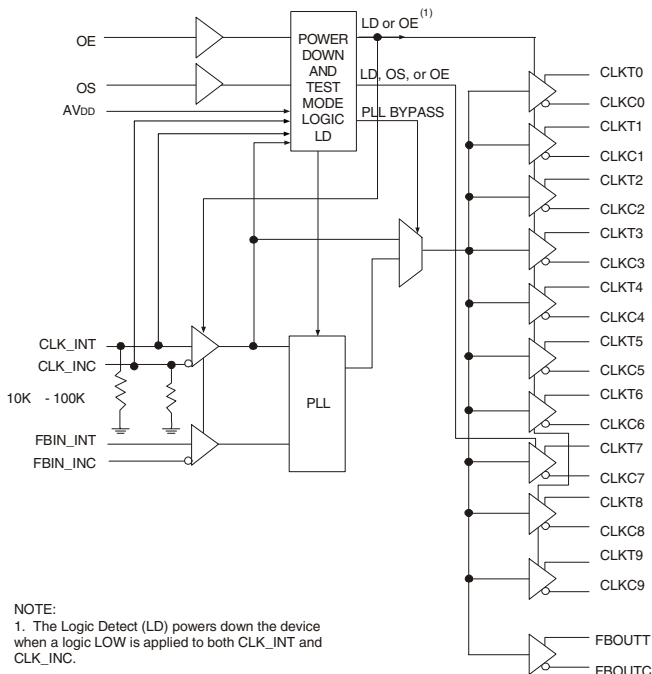 OE
OS
AVDD
POWER
DOWN
AND
TEST
MODE
LOGIC
LD
LD or OE (1)
LD, OS, or OE
PLL BYPASS
CLK_INT
CLK_INC
10K - 100K
FBIN_INT
FBIN_INC
PLL
CLKT0
CLKC0
CLKT1
CLKC1
CLKT2
CLKC2
CLKT3
CLKC3
CLKT4
CLKC4
CLKT5
CLKC5
CLKT6
CLKC6
CLKT7
CLKC7
CLKT8
CLKC8
CLKT9
CLKC9
FBOUTT
FBOUTC
NOTE:
1. The Logic Detect (LD) powers down the device
when a logic LOW is applied to both CLK_INT and
CLK_INC.